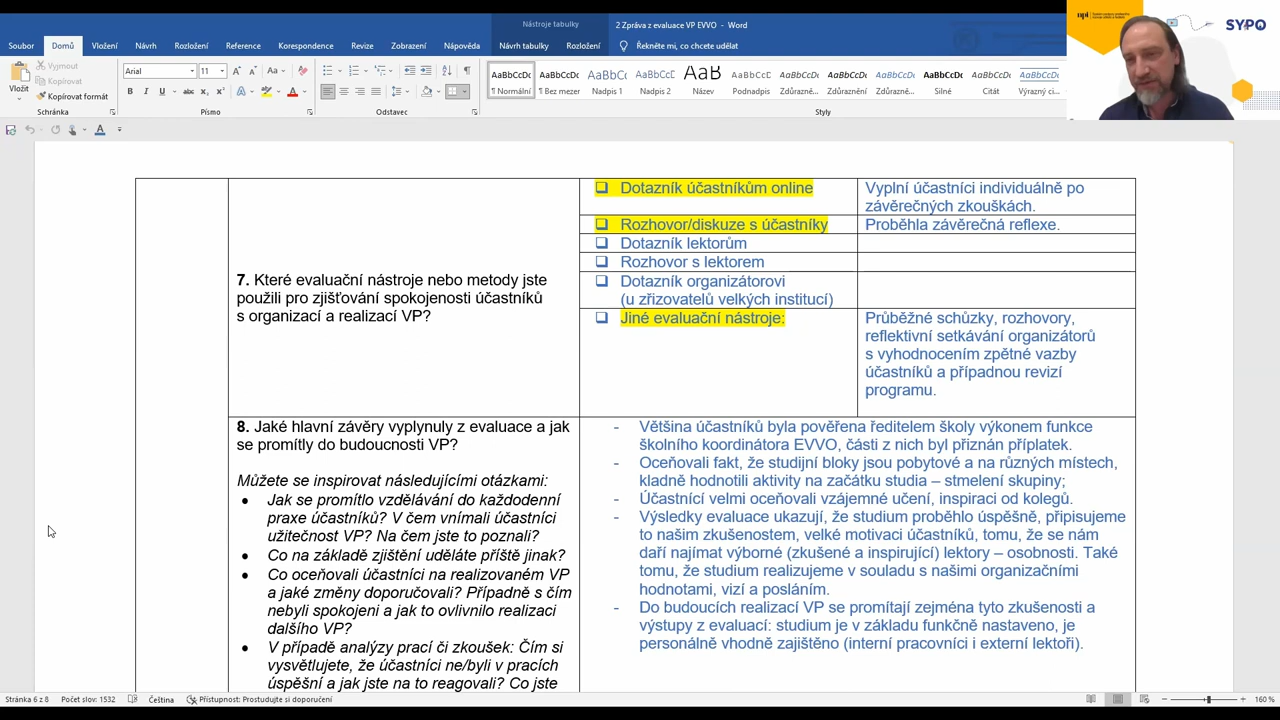 Nástroje tabulky
2 Zpráva z evaluace VP EVVO - Word
Soubor Domů Vložení Návrh Rozložení Reference Korespondence Revize Zobrazení Nápověda Návrh tabulky Rozložení Řekněte mi, co chcete udělat
SYPO
Vložit
Vyjmout
Kopírovat
Kopírovat formát
Schránka
Arial 11
Písmo
Odstavec
AaBbCcDc AaBbCcDc AaBbCc AaBbCcD AaB AaBbCcD AaBbCcDc AaBbCcDc AaBbCcDc AaBbCcDc AaBbCcDc AaBbCcDc
¶ Normální ¶ Bez mezer Nadpis 1 Nadpis 2 Název Podnadpis Zdůrazně... Zdůraznění Zdůrazně... Silné Citát Výrazný ci...
Styly
❑ Dotazník účastníkům online
Vyplní účastníci individuálně po
závěrečných zkouškách.
❑ Rozhovor/diskuze s účastníky
Proběhla závěrečná reflexe.
❑ Dotazník lektorům
❑ Rozhovor s lektorem
❑ Dotazník organizátorovi
(u zřizovatelů velkých institucí)
❑ Jiné evaluační nástroje:
Průběžné schůzky, rozhovory,
reflektivní setkávání organizátorů
s vyhodnocením zpětné vazby
účastníků a případnou revizí
programu.
7. Které evaluační nástroje nebo metody jste
použili pro zjišťování spokojenosti účastníků
s organizací a realizací VP?
8. Jaké hlavní závěry vyplynuly z evaluace a jak
se promítly do budoucnosti VP?
Můžete se inspirovat následujícími otázkami:
• Jak se promítlo vzdělávání do každodenní
praxe účastníků? V čem vnímali účastníci
užitečnost VP? Na čem jste to poznali?
• Co na základě zjištění uděláte příště jinak?
• Co oceňovali účastníci na realizovaném VP
a jaké změny doporučovali? Případně s čím
nebyli spokojeni a jak to ovlivnilo realizaci
dalšího VP?
• V případě analýzy prací či zkoušek: Čím si
vysvětlujete, že účastníci ne/byli v pracích
úspěšní a jak jste na to reagovali? Co jste
- Většina účastníků byla pověřena ředitelem školy výkonem funkce
školního koordinátora EVVO, části z nich byl přiznán příplatek.
- Oceňovali fakt, že studijní bloky jsou pobytové a na různých místech,
kladně hodnotili aktivity na začátku studia – stmelení skupiny;
- Účastnící velmi oceňovali vzájemné učení, inspiraci od kolegů.
- Výsledky evaluace ukazují, že studium proběhlo úspěšně, připisujeme
to našim zkušenostem, velké motivaci účastníků, tomu, že se nám
daří najímat výborné (zkušené a inspirující) lektory – osobnosti. Také
tomu, že studium realizujeme v souladu s našimi organizačními
hodnotami, vizí a posláním.
- Do budoucích realizací VP se promítají zejména tyto zkušenosti a
výstupy z evaluací: studium je v základu funkčně nastaveno, je
personálně vhodně zajištěno (interní pracovníci i externí lektoři).
Stránka 6 z 8 Počet slov: 1532 Čeština Přístupnost: Prostudujte si doporučení 160 %